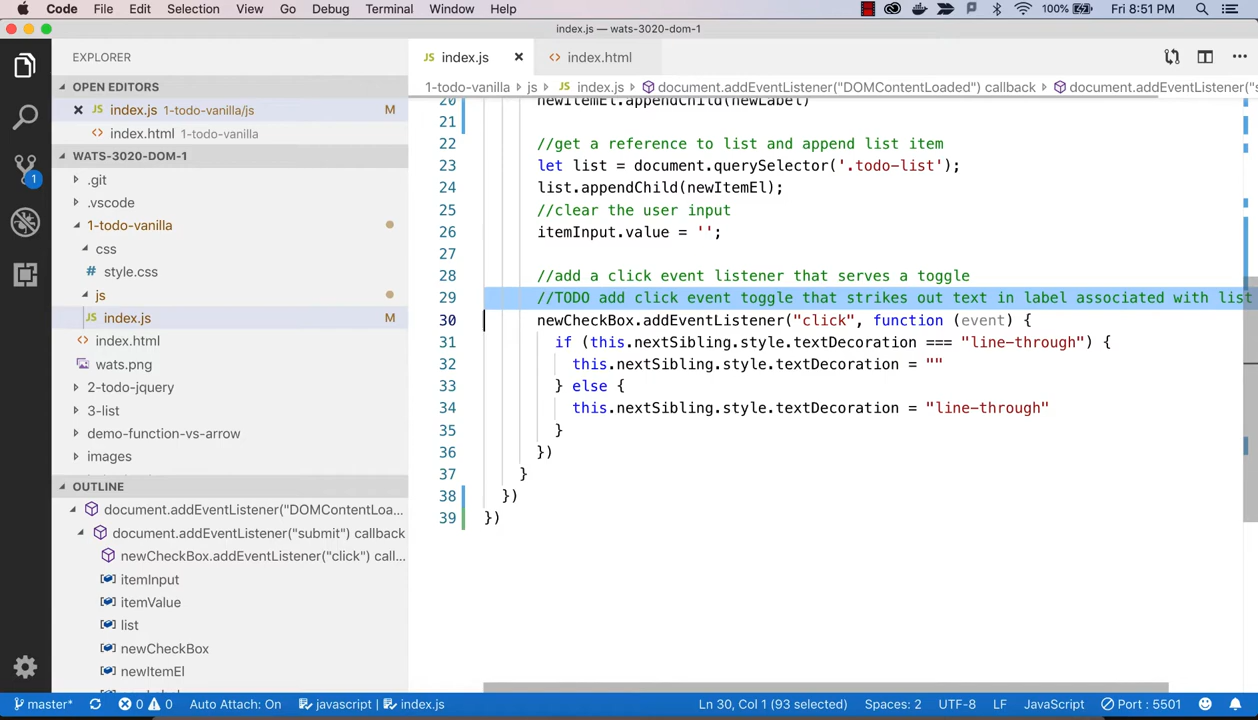 Code File Edit Selection View Go Debug Terminal Window Help 100% Fri 8:51 PM
index.js — wats-3020-dom-1
EXPLORER
OPEN EDITORS
index.js 1-todo-vanilla/js M
index.html 1-todo-vanilla
WATS-3020-DOM-1
.git
.vscode
1-todo-vanilla
css
# style.css
js
index.js M
index.html
wats.png
2-todo-jquery
3-list
demo-function-vs-arrow
images
1
OUTLINE
document.addEventListener("DOMContentLoa...
document.addEventListener("submit") callback
newCheckBox.addEventListener("click") call...
itemInput
itemValue
list
newCheckBox
newItemEl
JS index.js
<> index.html
1-todo-vanilla js JS index.js document.addEventListener("DOMContentLoaded") callback document.addEventListener("s
20 newItemEl.appendChild(newLabel)
21
22 //get a reference to list and append list item
23 let list = document.querySelector('.todo-list');
24 list.appendChild(newItemEl);
25 //clear the user input
26 itemInput.value = '';
27
28 //add a click event listener that serves a toggle
29 //TODO add click event toggle that strikes out text in label associated with list
30 newCheckBox.addEventListener("click", function (event) {
31 if (this.nextSibling.style.textDecoration === "line-through") {
32 this.nextSibling.style.textDecoration = ""
33 } else {
34 this.nextSibling.style.textDecoration = "line-through"
35 }
36 })
37 }
38 })
39 })
master* 0 0 Auto Attach: On javascript | index.js Ln 30, Col 1 (93 selected) Spaces: 2 UTF-8 LF JavaScript Port : 5501